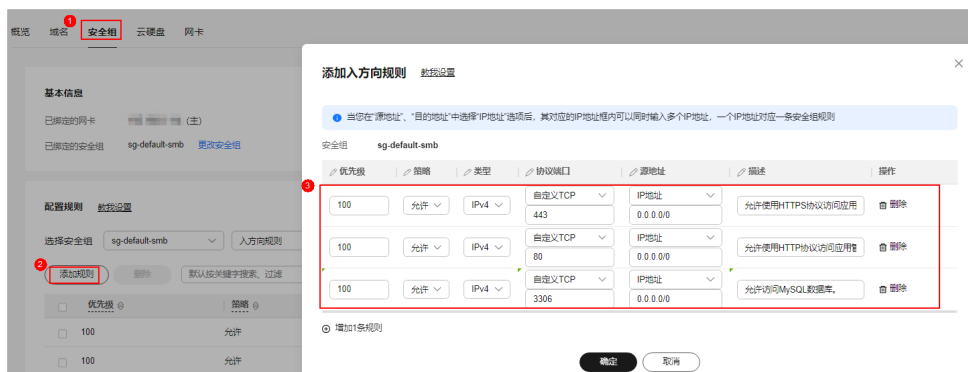 1
概览 域名 安全组 云硬盘 网卡
基本信息
已绑定的网卡 (主)
已绑定的安全组 sg-default-smb 更改安全组
配置规则 教我设置
选择安全组 sg-default-smb 入方向规则
2
添加规则 删除 默认按关键字搜索、过滤
优先级 策略
100 允许
100 允许
添加入方向规则 教我设置
当您在"源地址"、"目的地址"中选择"IP地址"选项后，其对应的IP地址框内可以同时输入多个IP地址，一个IP地址对应一条安全组规则
安全组 sg-default-smb
优先级 策略 类型 协议端口 源地址 描述 操作
3
100 允许 IPv4 自定义TCP IP地址 允许使用HTTPS协议访问应用 删除
443 0.0.0.0/0
100 允许 IPv4 自定义TCP IP地址 允许使用HTTP协议访问应用 删除
80 0.0.0.0/0
100 允许 IPv4 自定义TCP IP地址 允许访问MySQL数据库。 删除
3306 0.0.0.0/0
增加1条规则
确定 取消